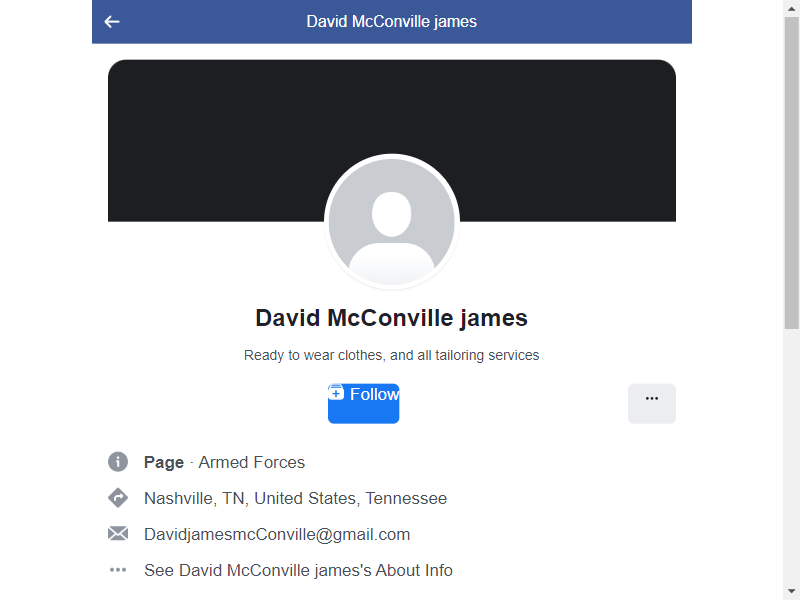 David McConville james
David McConville james
Ready to wear clothes, and all tailoring services
Follow
Page · Armed Forces
Nashville, TN, United States, Tennessee
DavidjamesmcConville@gmail.com
See David McConville james's About Info